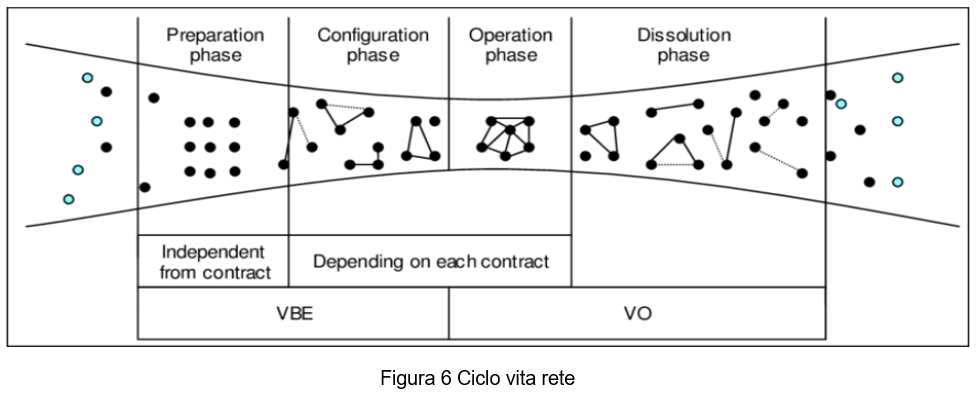 Preparation
phase
Configuration
phase
Operation
phase
Dissolution
phase
Independent
from contract
Depending on each contract
VBE
VO
Figura 6 Ciclo vita rete